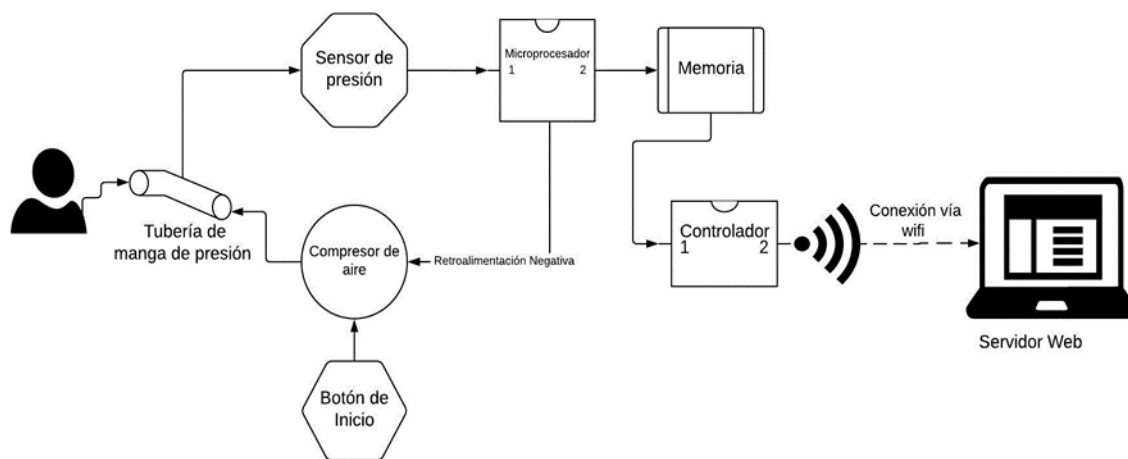 Sensor de
presión
Microprocesador
1 2
Memoria
Tubería de
manga de presión
Compresor de
aire
Retroalimentación Negativa
Controlador
1 2
Conexión vía
wifi
Servidor Web
Botón de
Inicio